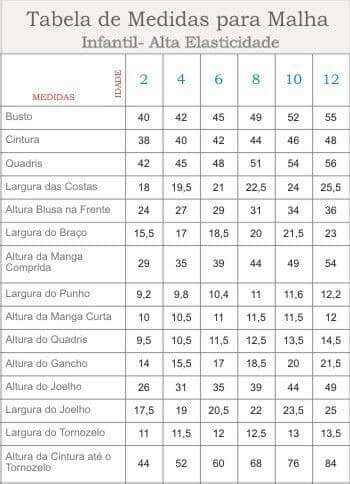 Tabela de Medidas para Malha
Infantil- Alta Elasticidade
MEDIDAS IDADE 2 4 6 8 10 12
Busto 40 42 45 49 52 55
Cintura 38 40 42 44 46 48
Quadris 42 45 48 51 54 56
Largura das Costas 18 19,5 21 22,5 24 25,5
Altura Blusa na Frente 24 27 29 31 34 36
Largura do Braço 15,5 17 18,5 20 21,5 23
Altura da Manga
Comprida 29 35 39 44 49 54
Largura do Punho 9,2 9,8 10,4 11 11,6 12,2
Altura da Manga Curta 10 10,5 11 11,5 11,5 12
Altura do Quadris 9,5 10,5 11,5 12,5 13,5 14,5
Altura do Gancho 14 15,5 17 18,5 20 21,5
Altura do Joelho 26 31 35 39 44 49
Largura do Joelho 17,5 19 20,5 22 23,5 25
Largura do Tornozelo 11 11,5 12 12,5 13 13,5
Altura da Cintura até o
Tornozelo 44 52 60 68 76 84